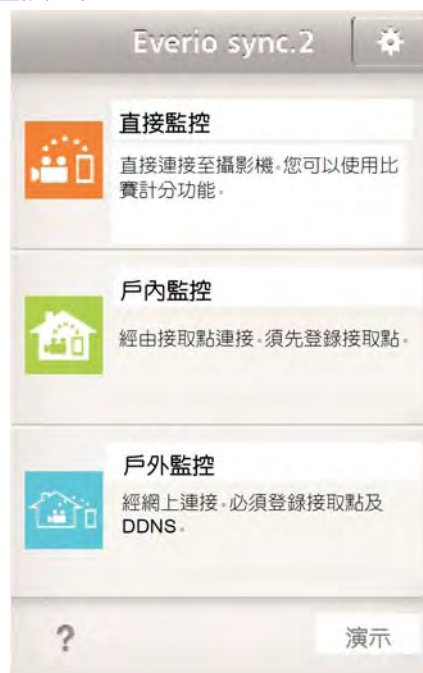 Everio sync.2
直接監控
直接連接至攝影機。您可以使用比
賽計分功能。
戶內監控
經由接取點連接。須先登錄接取點。
戶外監控
經網上連接。必須登錄接取點及
DDNS。
?
演示